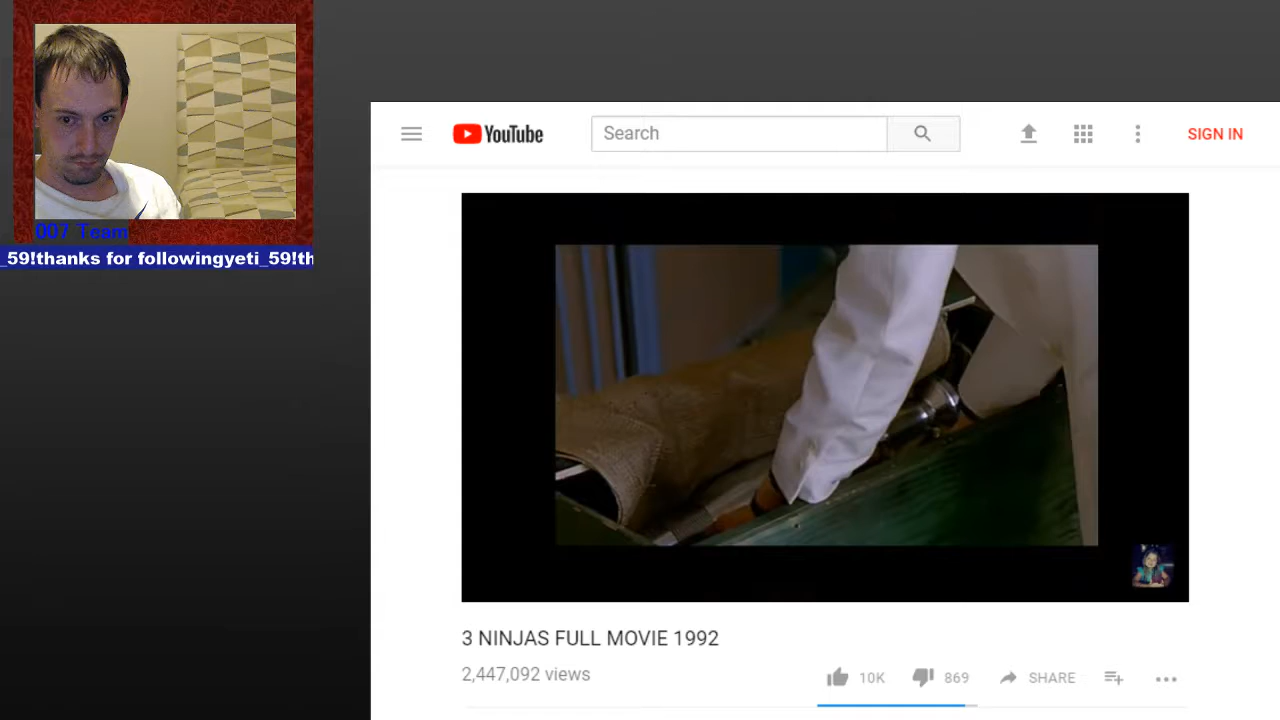 007 Team
_59!thanks for followingyeti_59!th
YouTube
Search
SIGN IN
3 NINJAS FULL MOVIE 1992
2,447,092 views
10K
869
SHARE